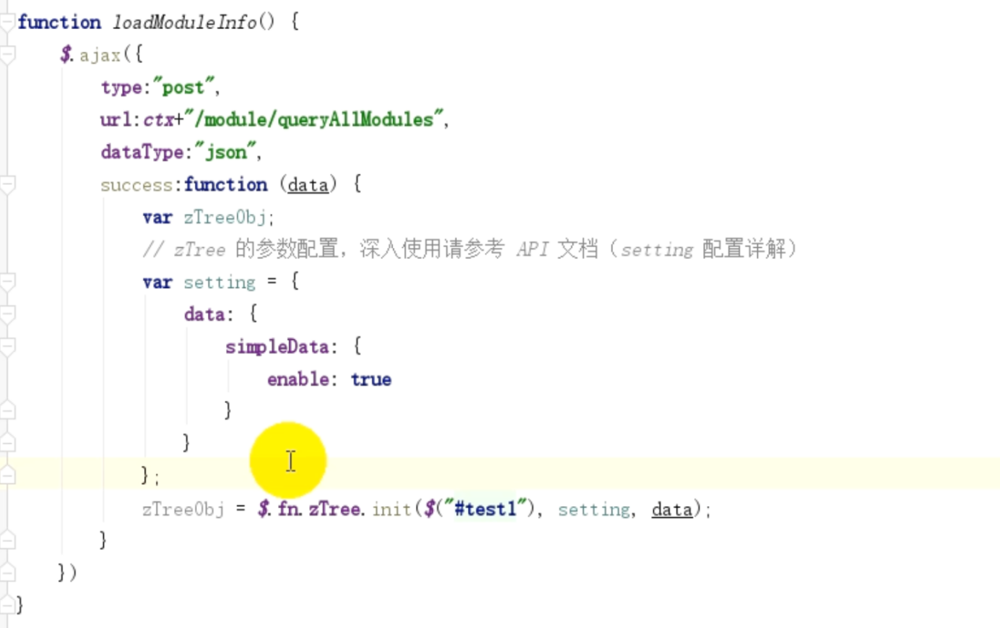 function loadModuleInfo() {
$.ajax({
type:"post",
url:ctx+"/module/queryAllModules",
dataType:"json",
success:function (data) {
var zTreeObj;
// zTree 的参数配置，深入使用请参考 API 文档（setting 配置详解）
var setting = {
data: {
simpleData: {
enable: true
}
}
};
zTreeObj = $.fn.zTree.init($("#test1"), setting, data);
}
})
}